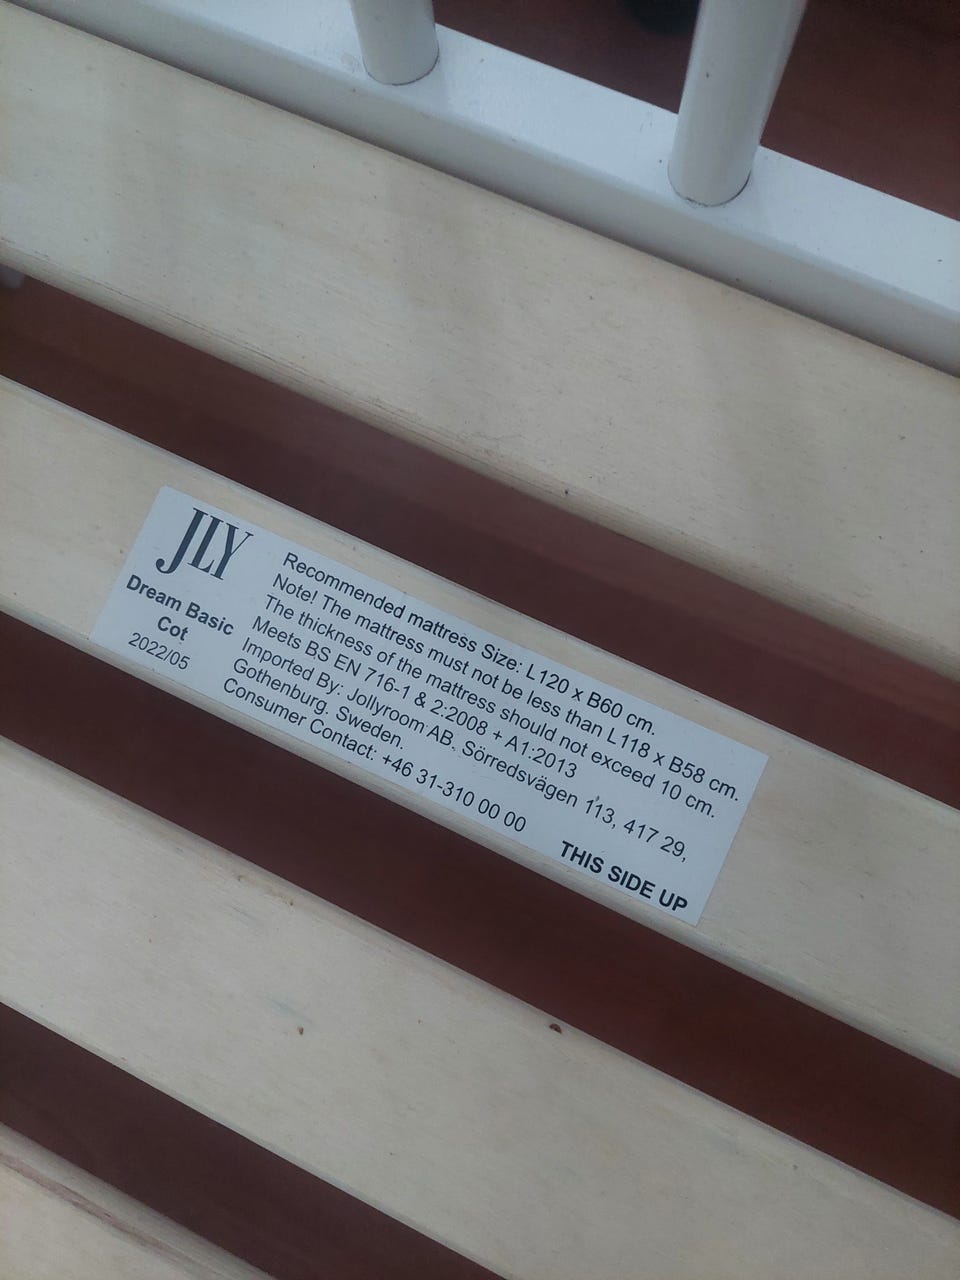 JLY
Dream Basic
Cot
2022/05
Recommended mattress Size: L120 x B60 cm.
Note! The mattress must not be less than L118 x B58 cm.
The thickness of the mattress should not exceed 10 cm.
Meets BS EN 716-1 & 2:2008 + A1:2013
Imported By: Jollyroom AB. Sörredsvägen 113, 417 29,
Gothenburg. Sweden.
Consumer Contact: +46 31-310 00 00
THIS SIDE UP